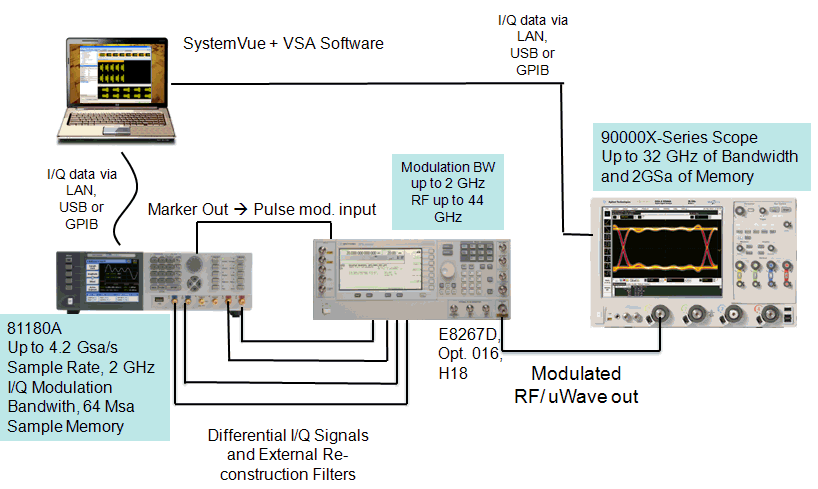 SystemVue + VSA Software
I/Q data via
LAN,
USB or
GPIB
90000X-Series Scope
Up to 32 GHz of Bandwidth
and 2GSa of Memory
Modulation BW
up to 2 GHz
RF up to 44
GHz
I/Q data via
LAN,
USB or
GPIB
Marker Out → Pulse mod. input
81180A
Up to 4.2 Gsa/s
Sample Rate, 2 GHz
I/Q Modulation
Bandwith, 64 Msa
Sample Memory
E8267D,
Opt. 016,
H18
Modulated
RF/uWave out
Differential I/Q Signals
and External Re-
construction Filters